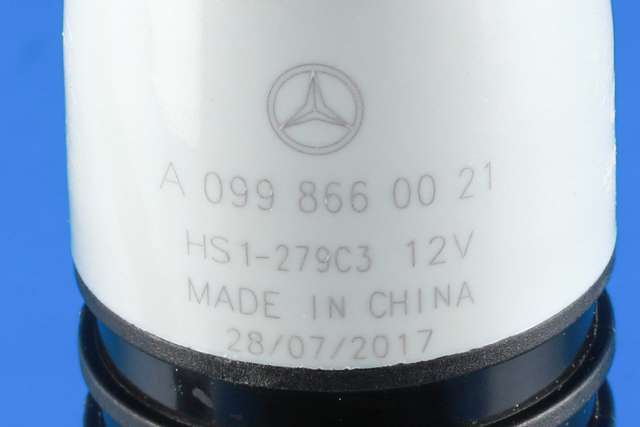 A 099 866 00 21
HS1-279C3 12V
MADE IN CHINA
28/07/2017